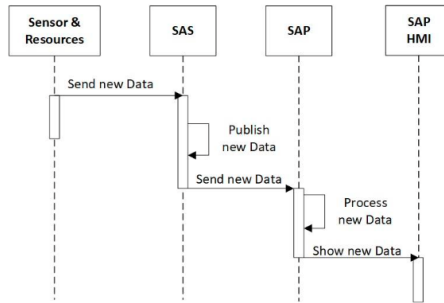 Sensor &
Resources
SAS
SAP
SAP
HMI
Send new Data
Publish
new Data
Send new Data
Process
new Data
Show new Data